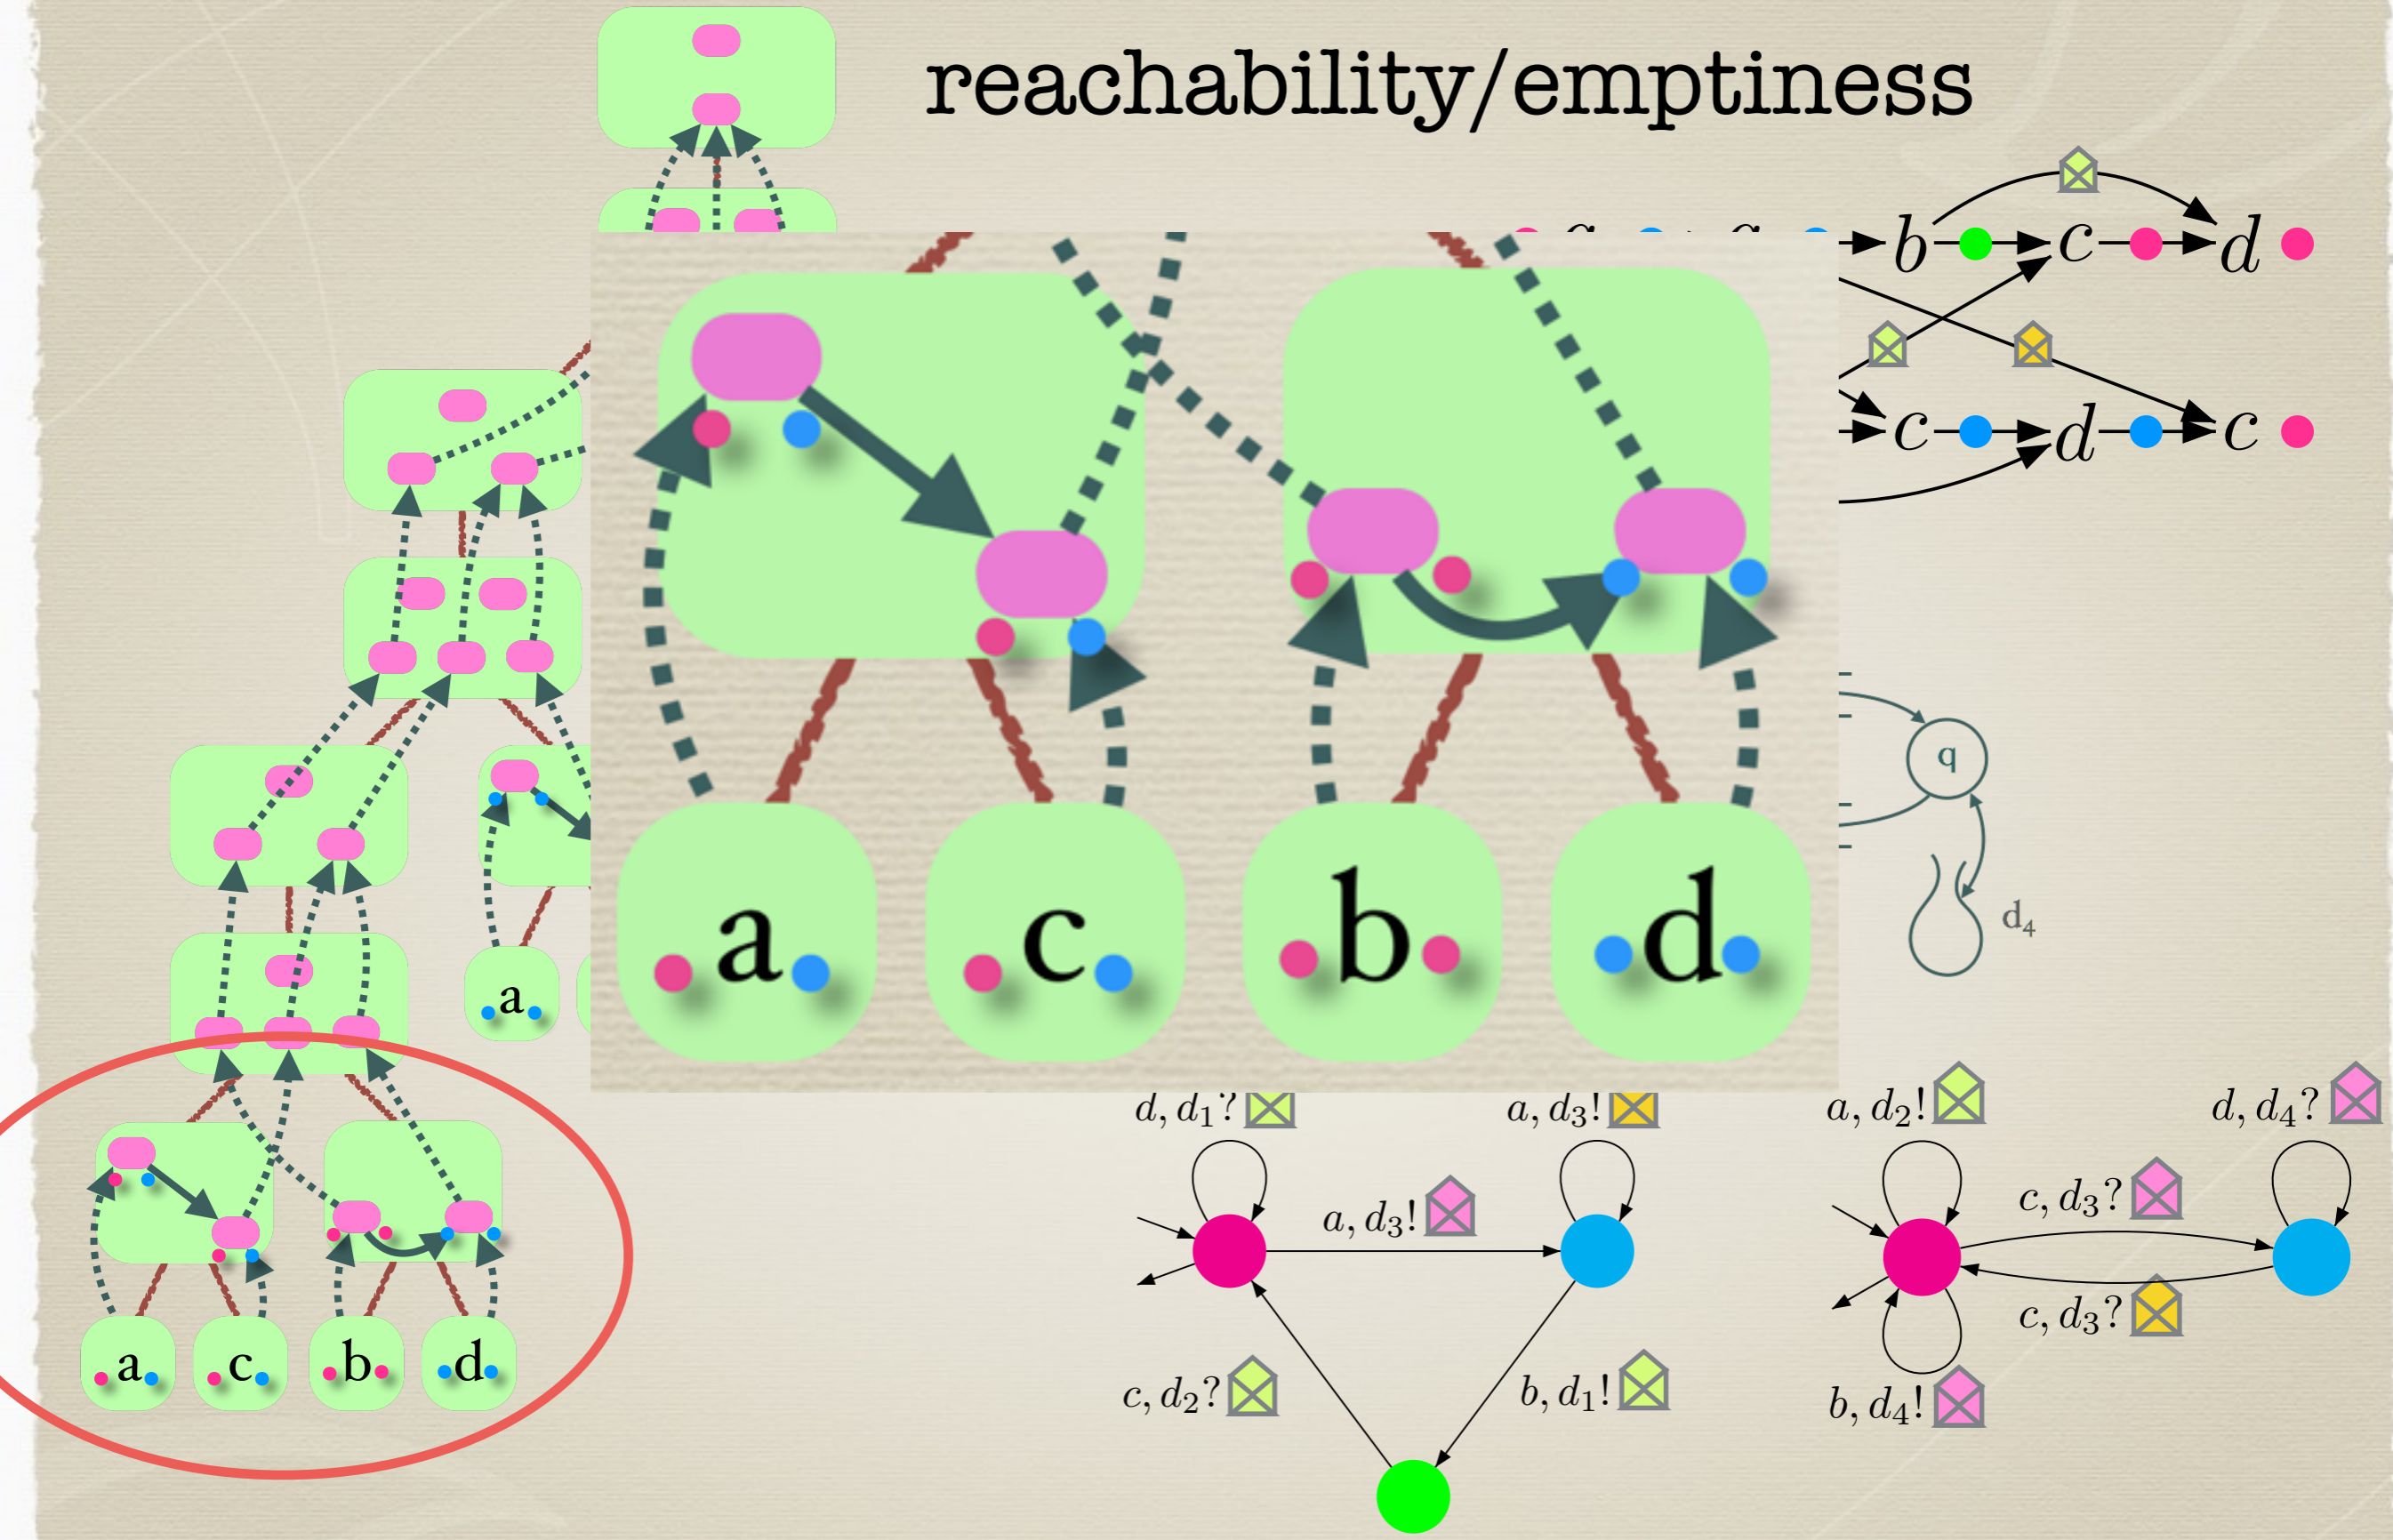 reachability/emptiness
b c d
c d c
q
d₄
a
a c b d
d, d₁? a, d₃! a, d₂! d, d₄?
a, d₃! c, d₃?
c, d₃?
c, d₂? b, d₁! b, d₄!
a c b d